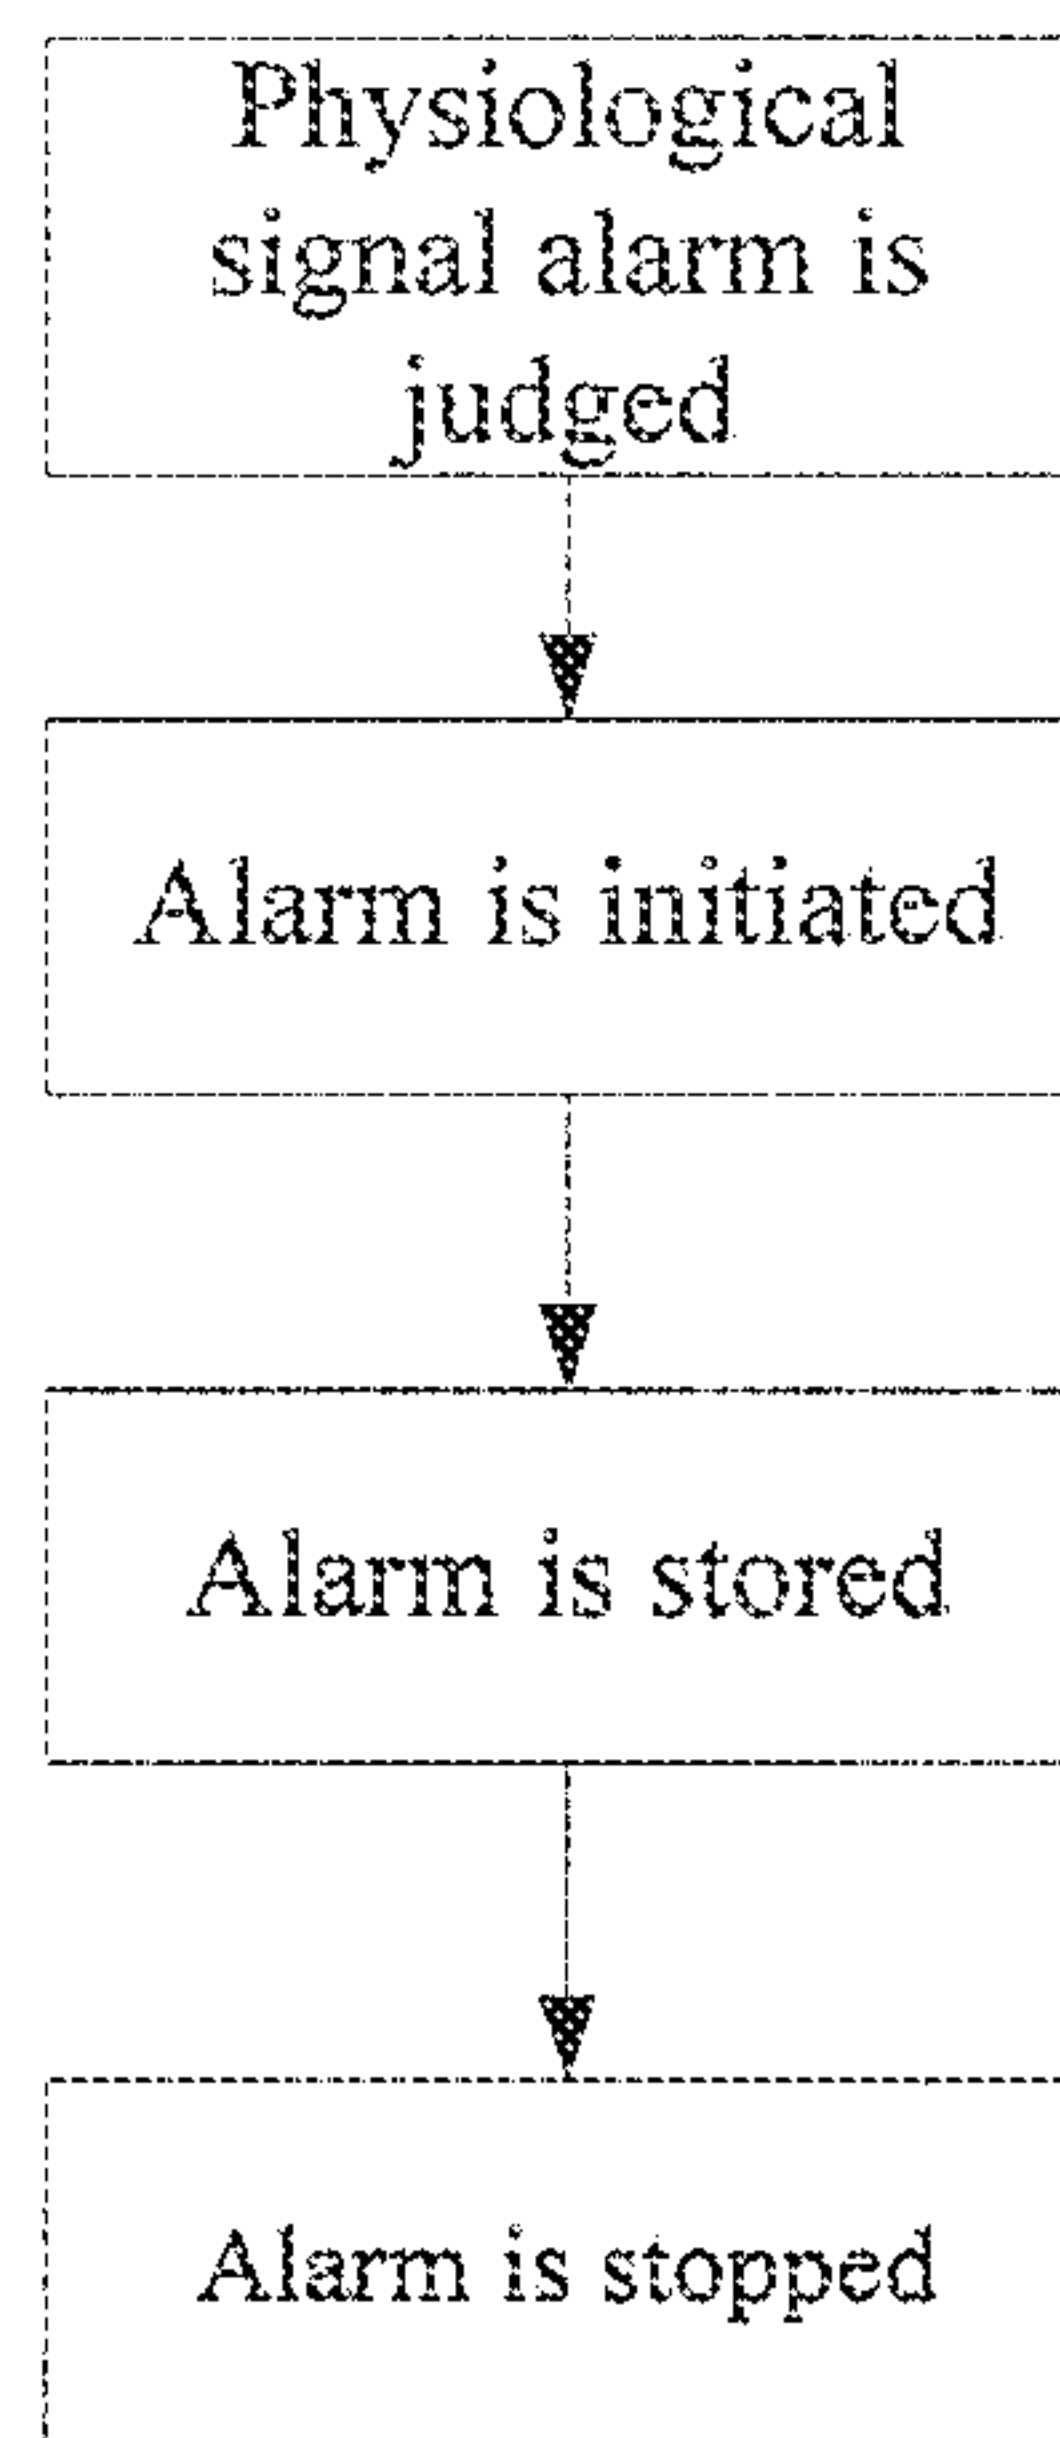 Physiological
signal alarm is
judged
Alarm is initiated
Alarm is stored
Alarm is stopped